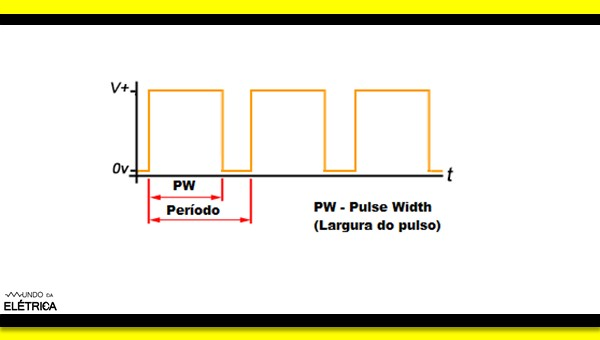 V+
0v
t
PW
Período
PW - Pulse Width
(Largura do pulso)
MUNDO DA
ELÉTRICA